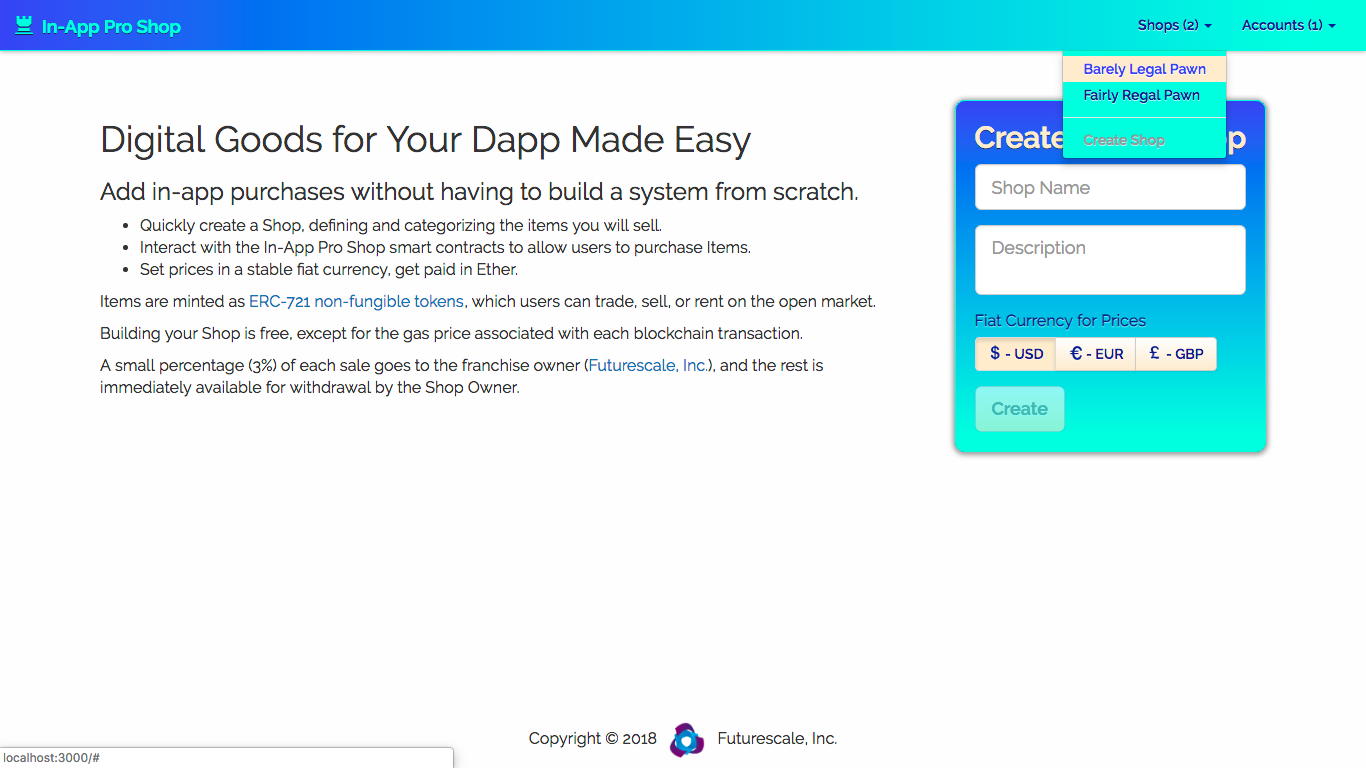 In-App Pro Shop
Shops (2)
Accounts (1)
Barely Legal Pawn
Fairly Regal Pawn
Create Shop
Digital Goods for Your Dapp Made Easy
Add in-app purchases without having to build a system from scratch.
• Quickly create a Shop, defining and categorizing the items you will sell.
• Interact with the In-App Pro Shop smart contracts to allow users to purchase Items.
• Set prices in a stable fiat currency, get paid in Ether.
Items are minted as ERC-721 non-fungible tokens, which users can trade, sell, or rent on the open market.
Building your Shop is free, except for the gas price associated with each blockchain transaction.
A small percentage (3%) of each sale goes to the franchise owner (Futurescale, Inc.), and the rest is
immediately available for withdrawal by the Shop Owner.
Create
Shop Name
Description
Fiat Currency for Prices
$ - USD
€ - EUR
£ - GBP
Create
Copyright © 2018
Futurescale, Inc.
localhost:3000/#